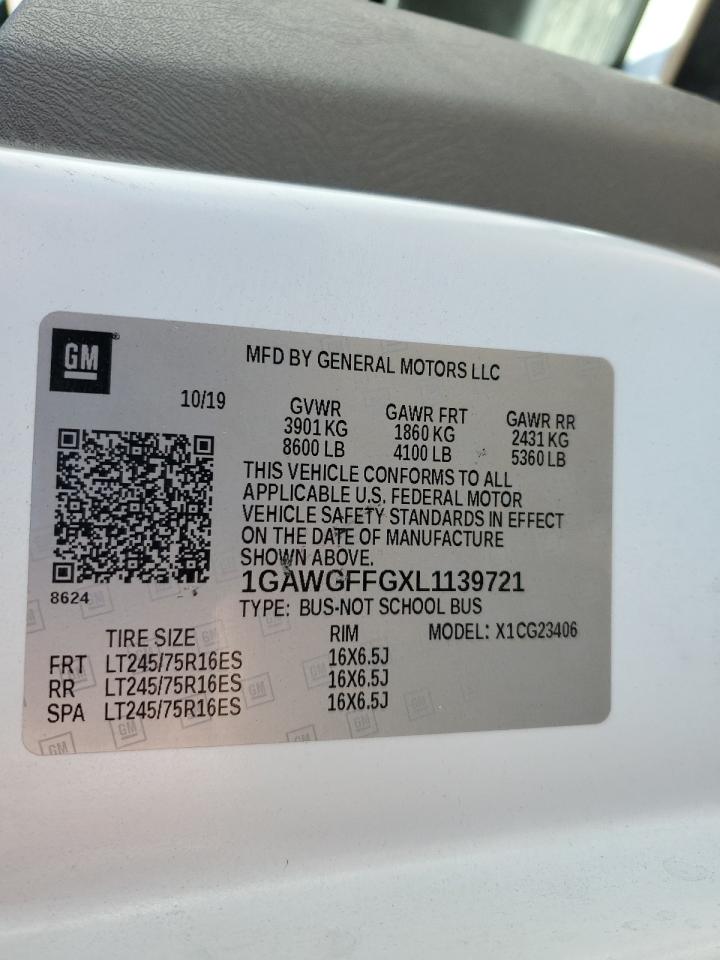 GM
MFD BY GENERAL MOTORS LLC
10/19
GVWR GAWR FRT GAWR RR
3901 KG 1860 KG 2431 KG
8600 LB 4100 LB 5360 LB
THIS VEHICLE CONFORMS TO ALL
APPLICABLE U.S. FEDERAL MOTOR
VEHICLE SAFETY STANDARDS IN EFFECT
ON THE DATE OF MANUFACTURE
SHOWN ABOVE.
8624
1GAWGFFGXL1139721
TYPE: BUS-NOT SCHOOL BUS
TIRE SIZE RIM MODEL: X1CG23406
FRT LT245/75R16ES 16X6.5J
RR LT245/75R16ES 16X6.5J
SPA LT245/75R16ES 16X6.5J